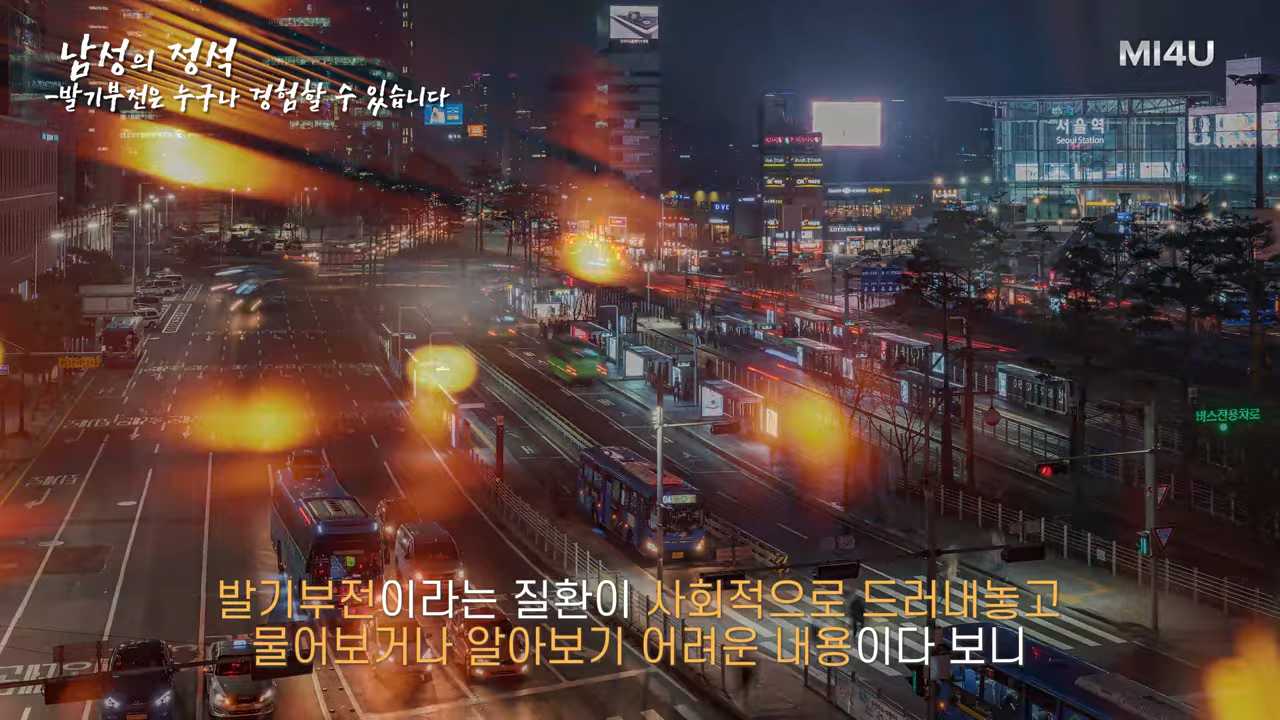 남성의 정석
-발기부전은 누구나 경험할 수 있습니다
MI4U
서울역
Seoul Station
LOTTERIA
버스전용차로
04
발기부전이라는 질환이 사회적으로 드러내놓고
물어보거나 알아보기 어려운 내용이다 보니